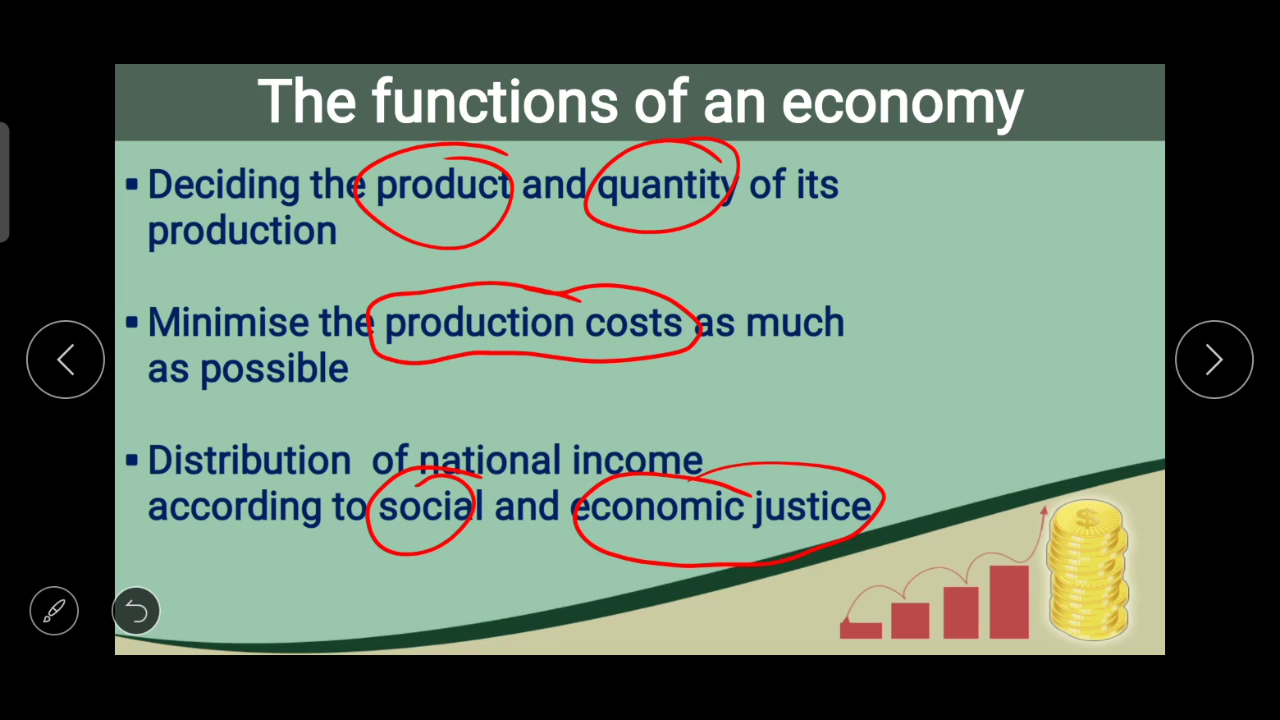 The functions of an economy
▪ Deciding the product and quantity of its
production
▪ Minimise the production costs as much
as possible
▪ Distribution of national income
according to social and economic justice
$